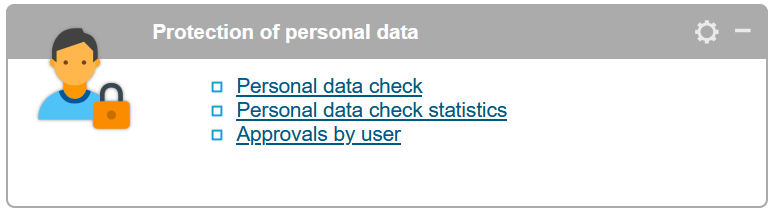 Protection of personal data
Personal data check
Personal data check statistics
Approvals by user